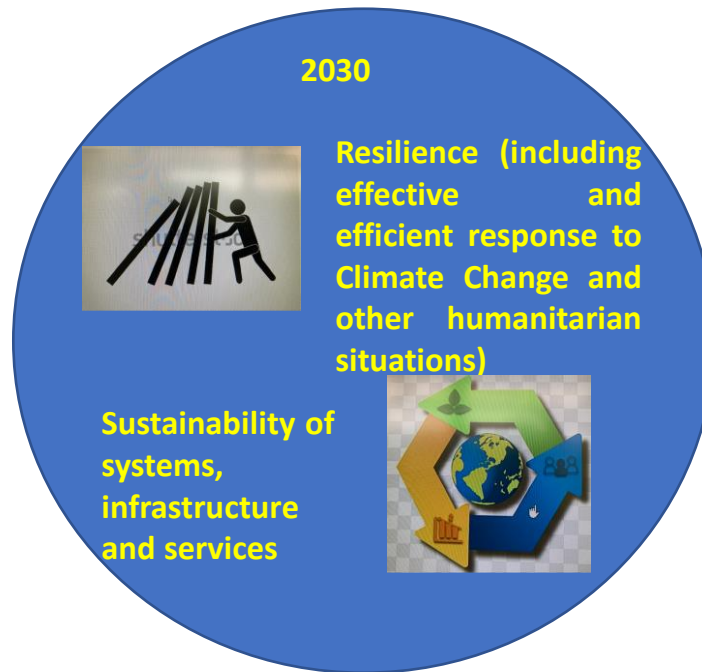 2030
Resilience (including
effective and
efficient response to
Climate Change and
other humanitarian
situations)
Sustainability of
systems,
infrastructure
and services